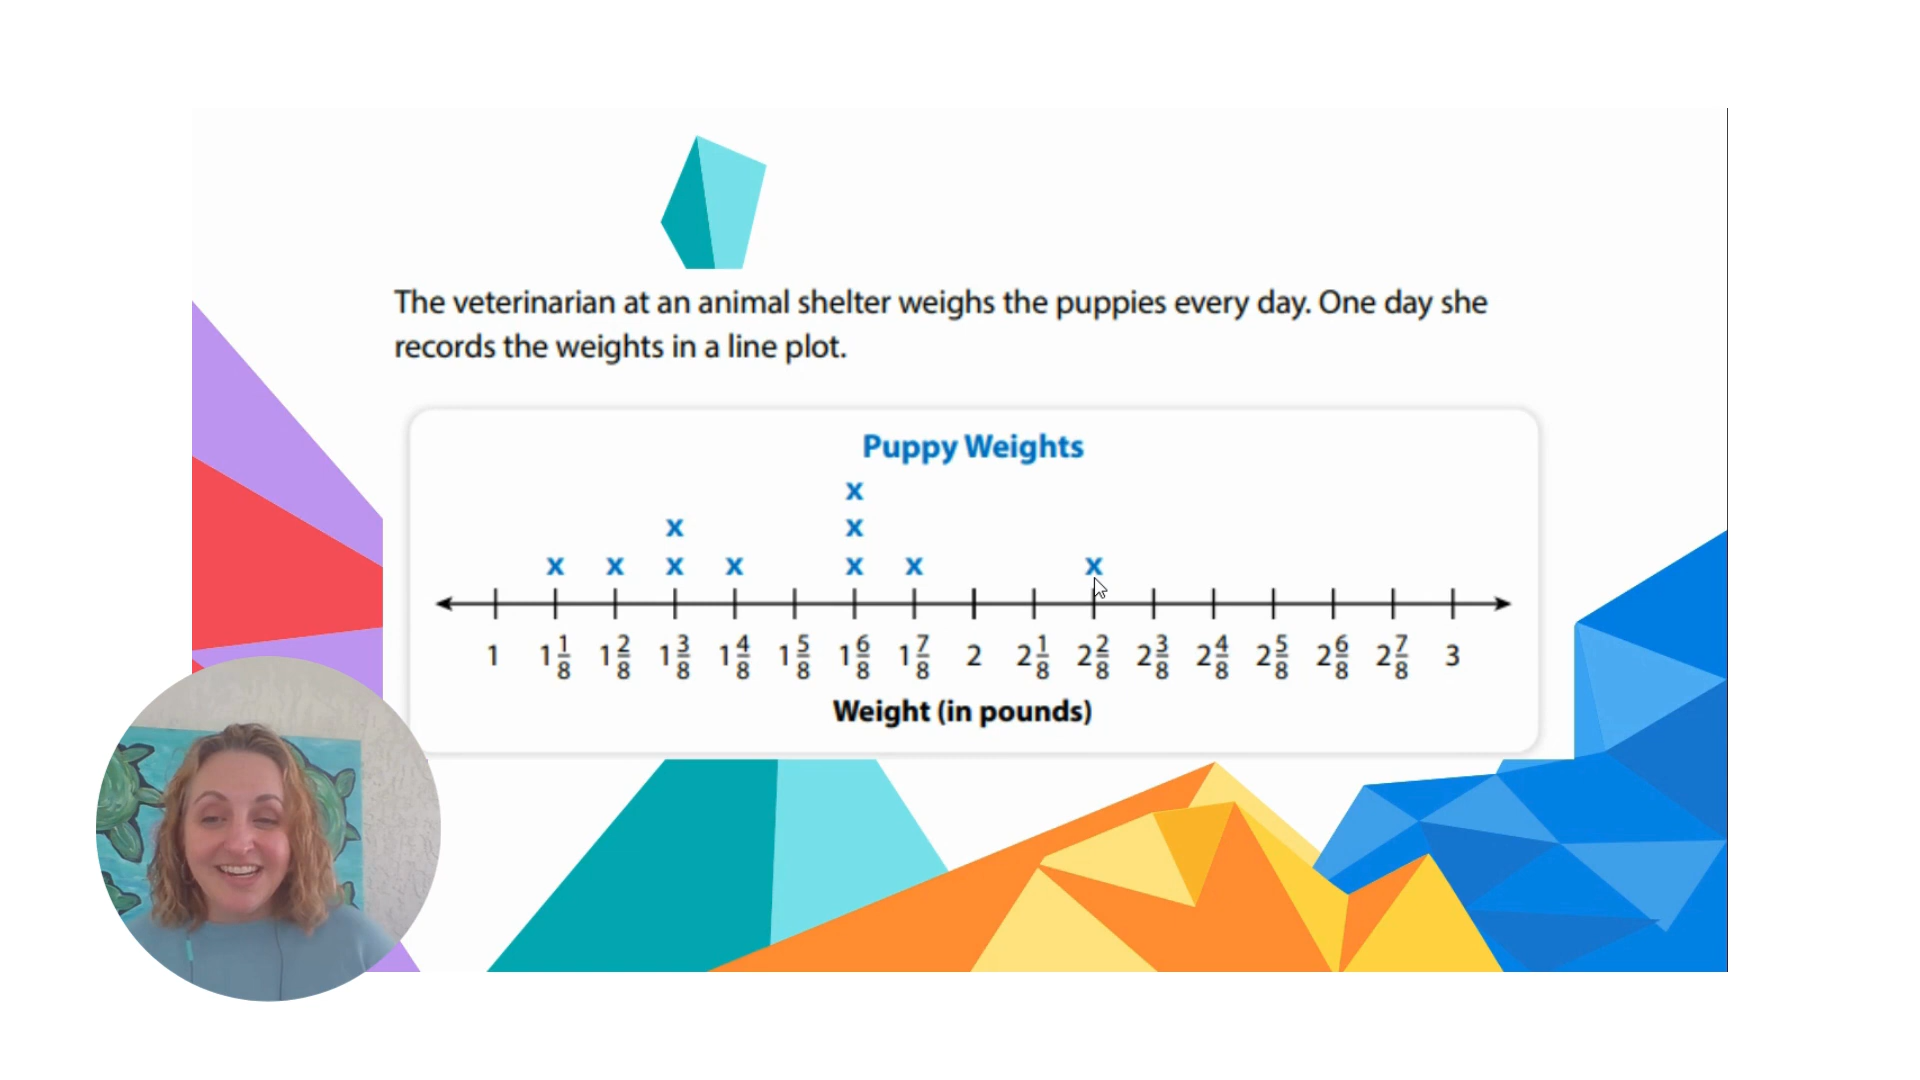 The veterinarian at an animal shelter weighs the puppies every day. One day she
records the weights in a line plot.
Puppy Weights
x
x x
x x x x x x x
1 1 1/8 1 2/8 1 3/8 1 4/8 1 5/8 1 6/8 1 7/8 2 2 1/8 2 2/8 2 3/8 2 4/8 2 5/8 2 6/8 2 7/8 3
Weight (in pounds)